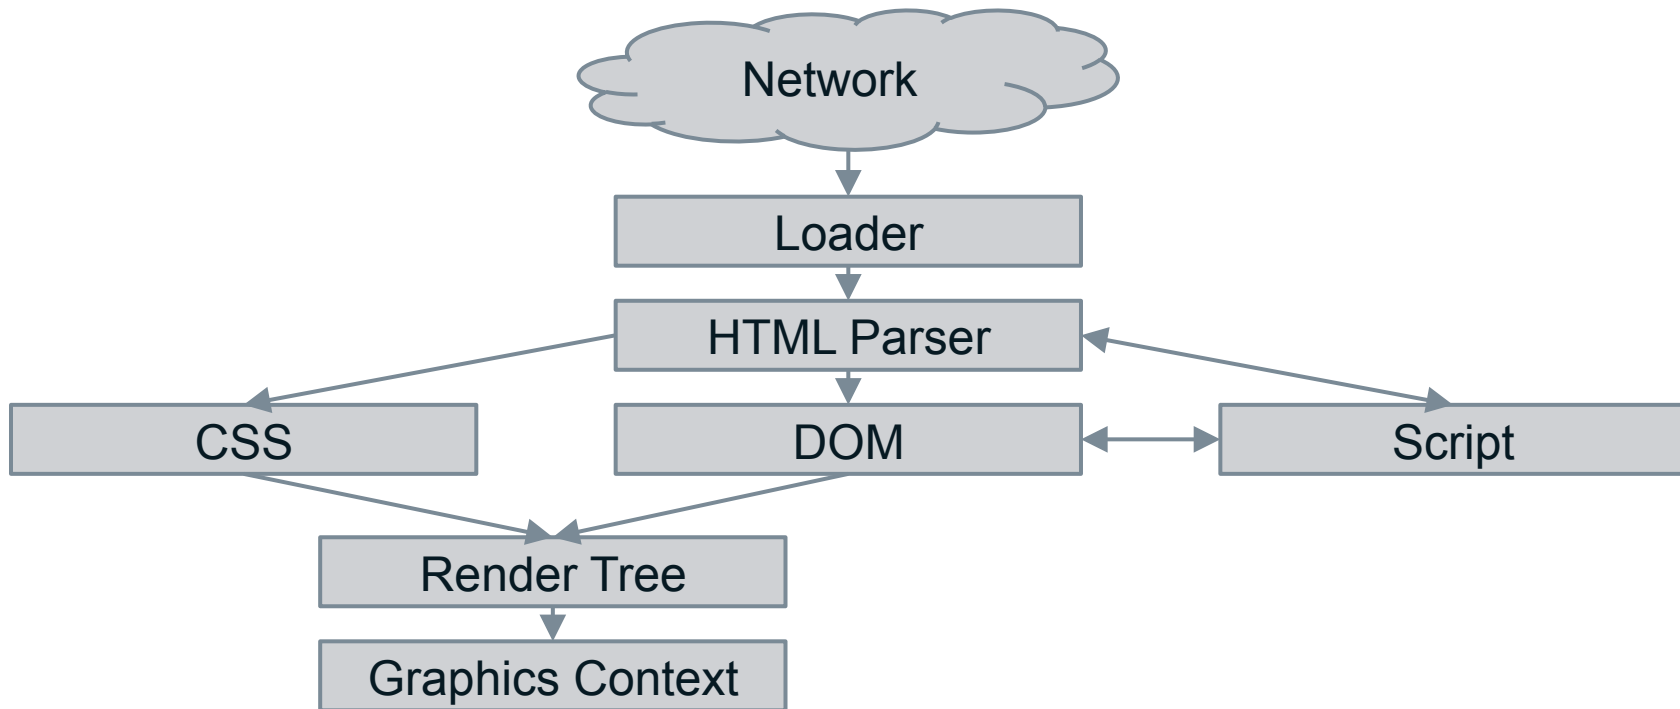 Network
Loader
HTML Parser
CSS
DOM
Script
Render Tree
Graphics Context